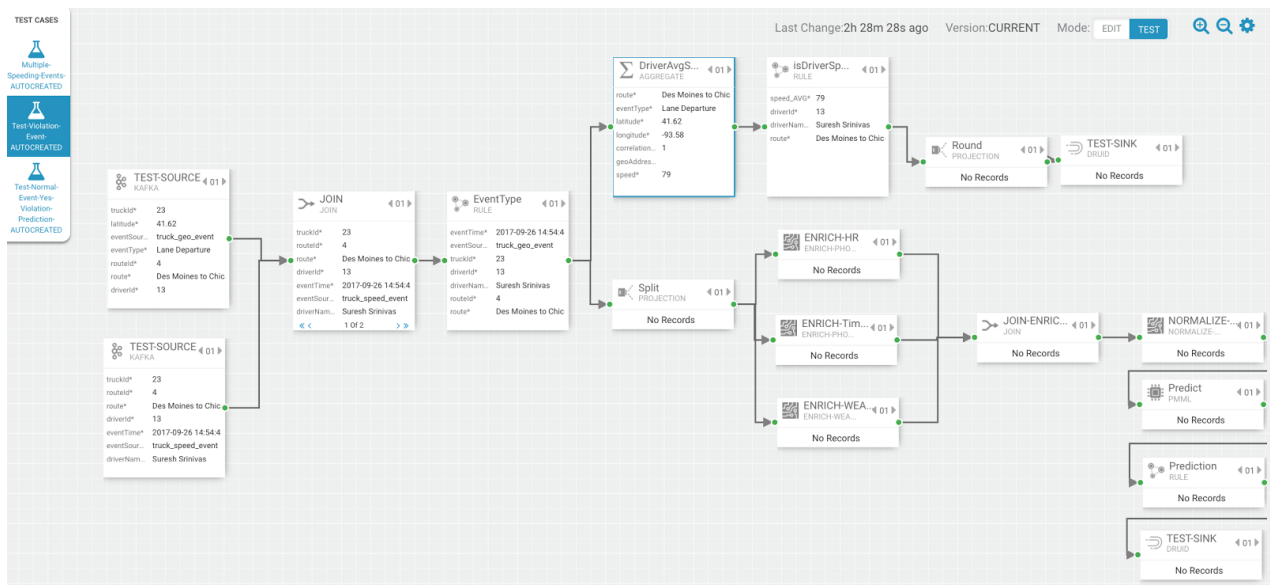 TEST CASES
Multiple-
Speeding-Events-
AUTOCREATED
Test-Violation-
Event-
AUTOCREATED
Test-Normal-
Event-Yes-
Violation-
Prediction-
AUTOCREATED
Last Change:2h 28m 28s ago Version:CURRENT Mode: EDIT TEST
TEST-SOURCE 01
KAFKA
truckId* 23
latitude* 41.62
eventSour... truck_geo_event
eventType* Lane Departure
routeId* 4
route* Des Moines to Chic
driverId* 13
TEST-SOURCE 01
KAFKA
truckId* 23
routeId* 4
route* Des Moines to Chic
driverId* 13
eventTime* 2017-09-26 14:54:4
eventSour... truck_speed_event
driverNam... Suresh Srinivas
JOIN 01
JOIN
truckId* 23
routeId* 4
route* Des Moines to Chic
driverId* 13
eventTime* 2017-09-26 14:54:4
eventSour... truck_speed_event
driverNam... Suresh Srinivas
« < 1 Of 2 > »
EventType 01
RULE
eventTime* 2017-09-26 14:54:4
eventSour... truck_geo_event
truckId* 23
driverId* 13
driverNam... Suresh Srinivas
routeId* 4
route* Des Moines to Chic
DriverAvgS... 01
AGGREGATE
route* Des Moines to Chic
eventType* Lane Departure
latitude* 41.62
longitude* -93.58
correlation... 1
geoAddres...
speed* 79
isDriverSp... 01
RULE
speed_AVG* 79
driverId* 13
driverNam... Suresh Srinivas
route* Des Moines to Chic
Round 01
PROJECTION
No Records
TEST-SINK 01
DRUID
No Records
Split 01
PROJECTION
No Records
ENRICH-HR 01
ENRICH-PHO...
No Records
ENRICH-Tim... 01
ENRICH-PHO...
No Records
ENRICH-WEA... 01
ENRICH-WEA...
No Records
JOIN-ENRIC... 01
JOIN
No Records
NORMALIZE-... 01
NORMALIZE-...
No Records
Predict 01
PMML
No Records
Prediction 01
RULE
No Records
TEST-SINK 01
DRUID
No Records